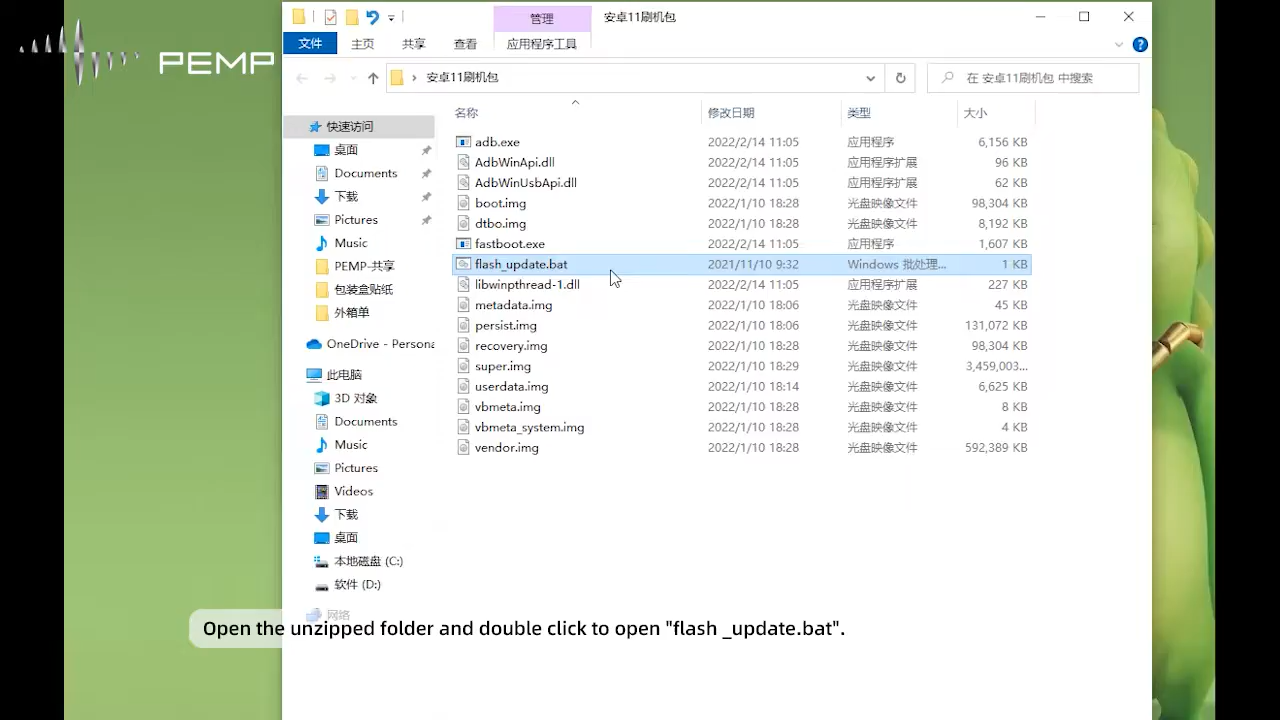 管理
安卓11刷机包
文件
主页
共享
查看
应用程序工具
PEMP
安卓11刷机包
在 安卓11刷机包 中搜索
名称
修改日期
类型
大小
快速访问
桌面
Documents
下载
Pictures
Music
PEMP-共享
包装盒贴纸
外箱单
OneDrive - Persona
此电脑
3D 对象
Documents
Music
Pictures
Videos
下载
桌面
本地磁盘 (C:)
软件 (D:)
网络
adb.exe 2022/2/14 11:05 应用程序 6,156 KB
AdbWinApi.dll 2022/2/14 11:05 应用程序扩展 96 KB
AdbWinUsbApi.dll 2022/2/14 11:05 应用程序扩展 62 KB
boot.img 2022/1/10 18:28 光盘映像文件 98,304 KB
dtbo.img 2022/1/10 18:28 光盘映像文件 8,192 KB
fastboot.exe 2022/2/14 11:05 应用程序 1,607 KB
flash_update.bat 2021/11/10 9:32 Windows 批处理... 1 KB
libwinpthread-1.dll 2022/2/14 11:05 应用程序扩展 227 KB
metadata.img 2022/1/10 18:06 光盘映像文件 45 KB
persist.img 2022/1/10 18:06 光盘映像文件 131,072 KB
recovery.img 2022/1/10 18:28 光盘映像文件 98,304 KB
super.img 2022/1/10 18:29 光盘映像文件 3,459,003...
userdata.img 2022/1/10 18:14 光盘映像文件 6,625 KB
vbmeta.img 2022/1/10 18:28 光盘映像文件 8 KB
vbmeta_system.img 2022/1/10 18:28 光盘映像文件 4 KB
vendor.img 2022/1/10 18:28 光盘映像文件 592,389 KB
Open the unzipped folder and double click to open "flash _update.bat".